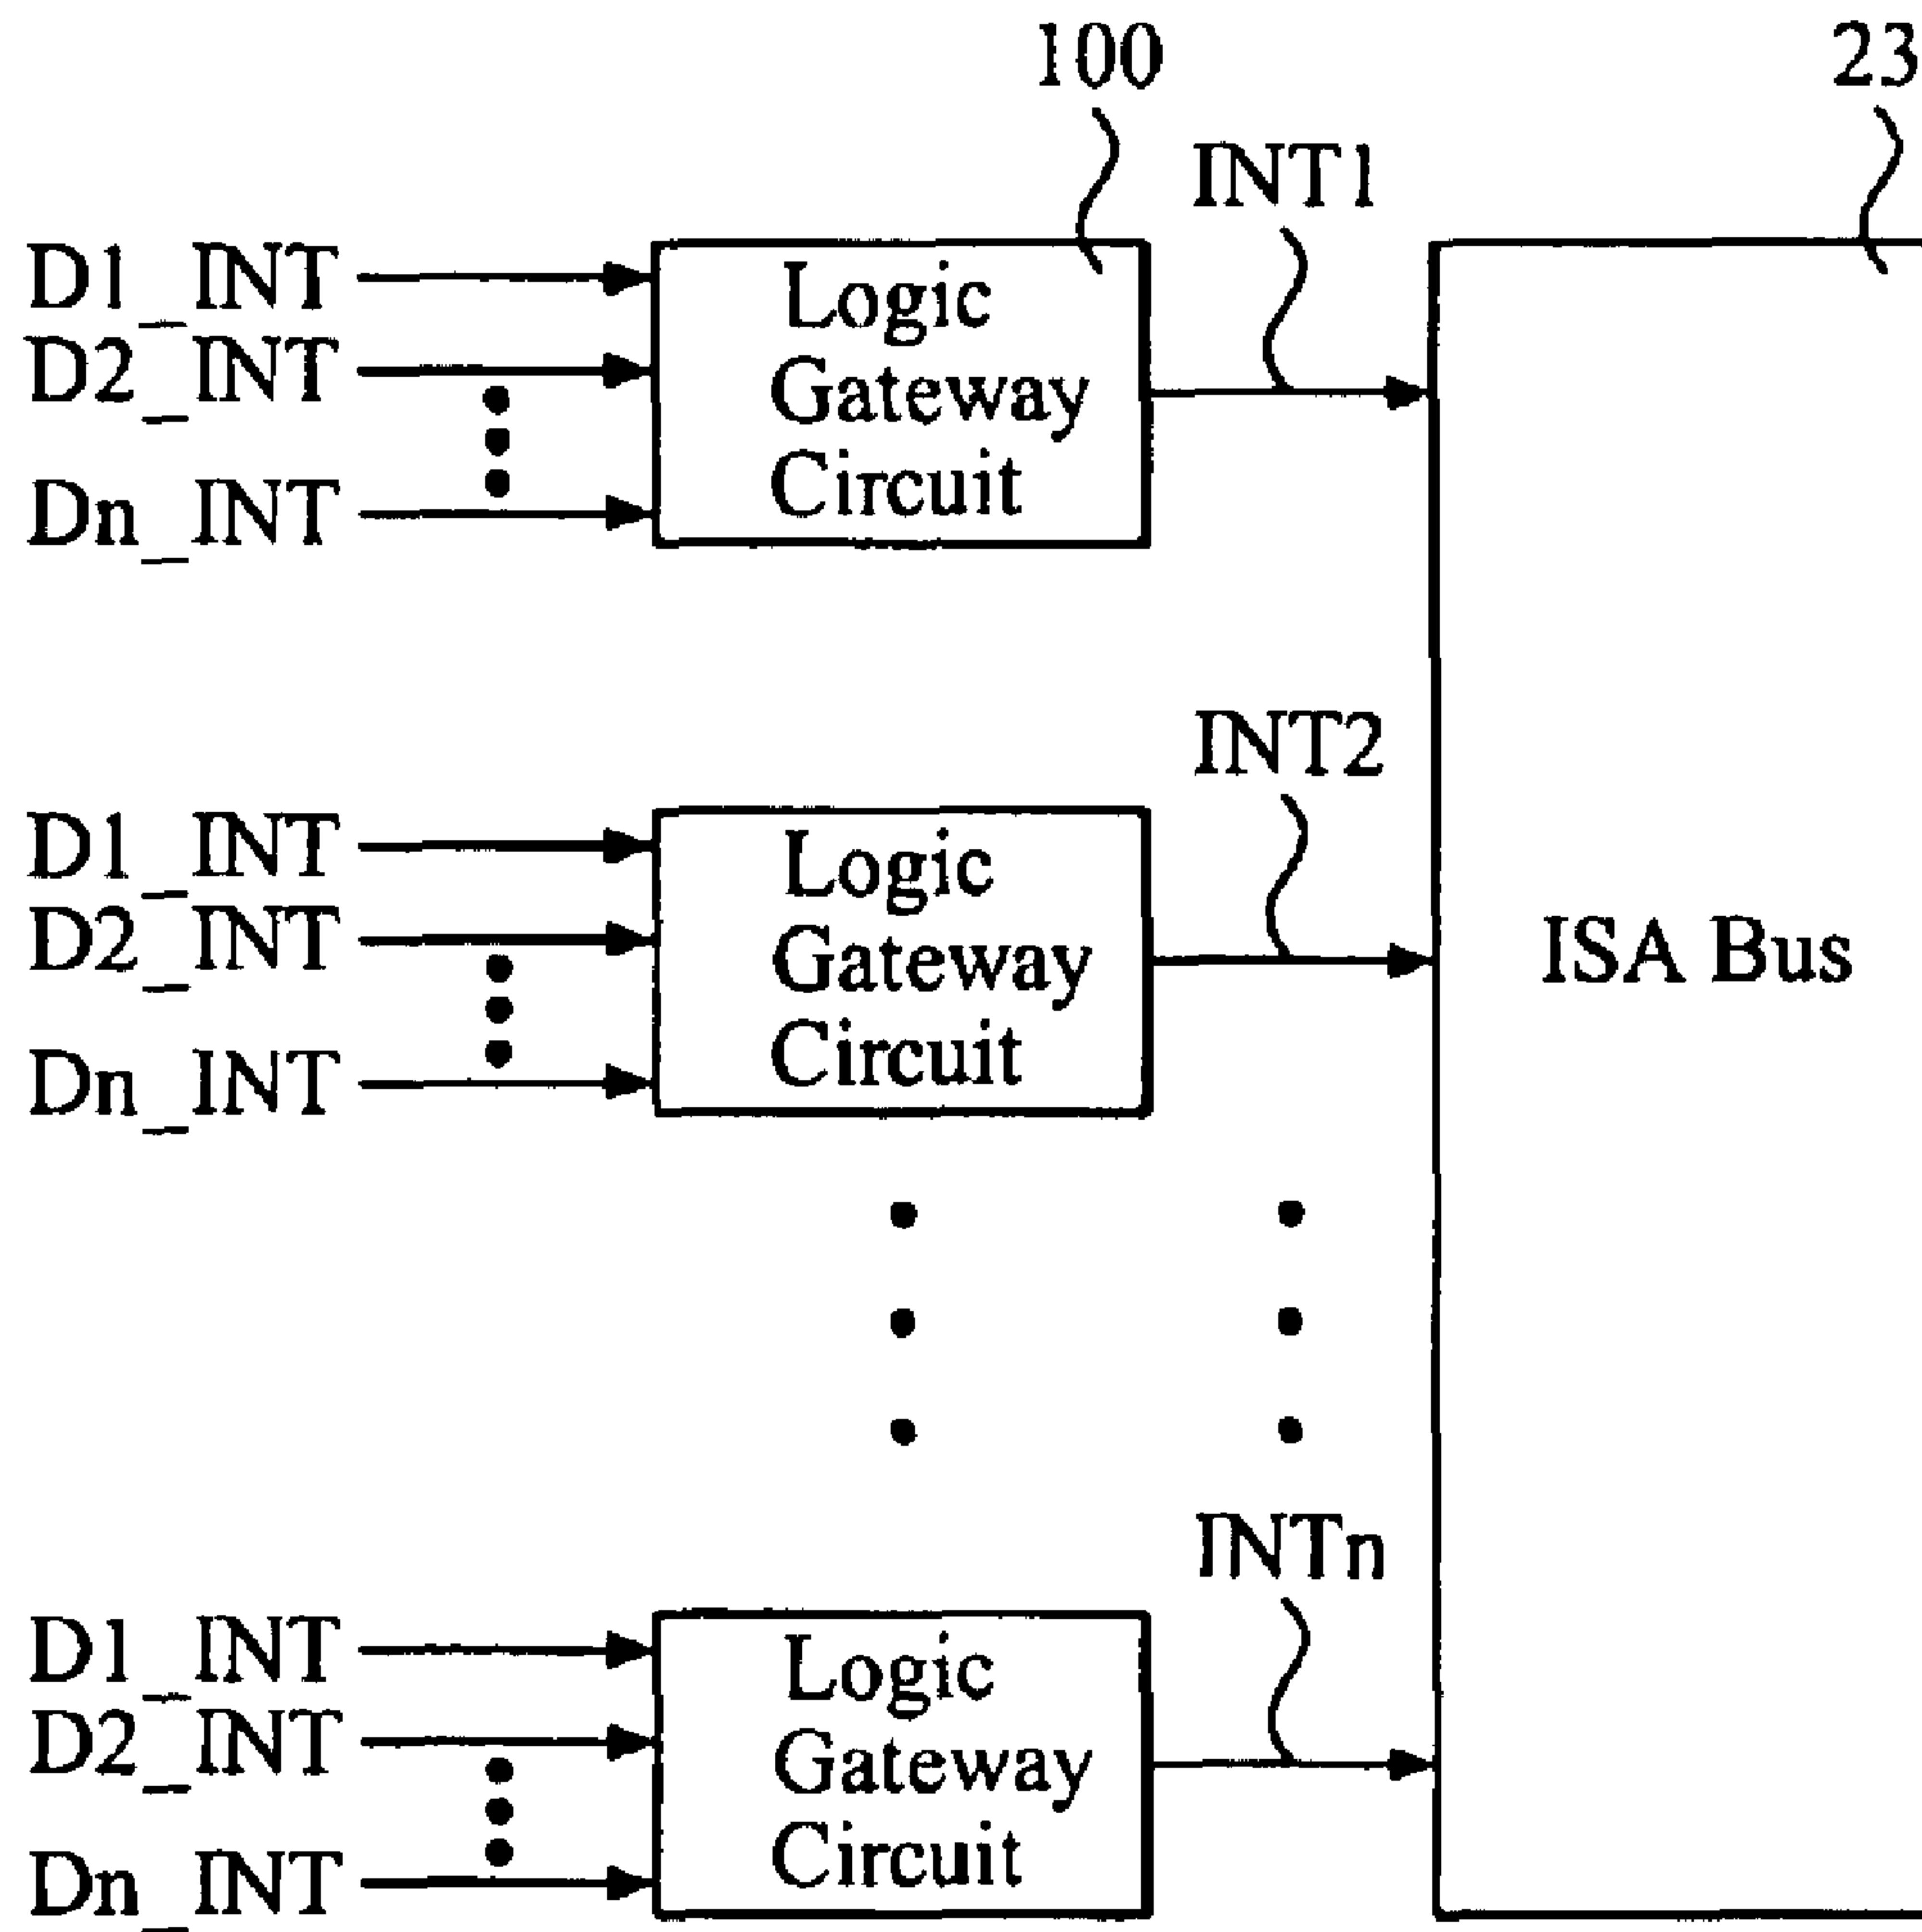 100
23
INT1
D1_INT
D2_INT
Dn_INT
Logic
Gateway
Circuit
INT2
D1_INT
D2_INT
Dn_INT
Logic
Gateway
Circuit
ISA Bus
INTn
D1_INT
D2_INT
Dn_INT
Logic
Gateway
Circuit